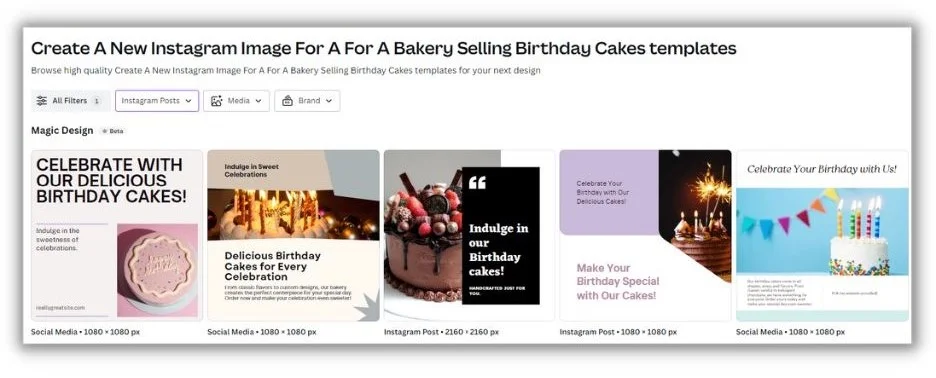 Create A New Instagram Image For A For A Bakery Selling Birthday Cakes templates
Browse high quality Create A New Instagram Image For A For A Bakery Selling Birthday Cakes templates for your next design
All Filters 1
Instagram Posts
Media
Brand
Magic Design
Beta
CELEBRATE WITH
OUR DELICIOUS
BIRTHDAY CAKES!
Indulge in the
sweetness of
celebrations.
reallygreatsite.com
Social Media • 1080 × 1080 px
Indulge in Sweet
Celebrations
Delicious Birthday
Cakes for Every
Celebration
From classic flavors to custom designs, our bakery
creates the perfect centerpiece for your special day.
Order now and make your celebration even sweeter!
Social Media • 1080 × 1080 px
Indulge in
our
Birthday
cakes!
HANDCRAFTED JUST FOR
YOU.
Instagram Post • 2160 × 2160 px
Celebrate Your
Birthday with Our
Delicious Cakes!
Make Your
Birthday Special
with Our Cakes!
Instagram Post • 1080 × 1080 px
Celebrate Your Birthday with Us!
Social Media • 1080 × 1080 px